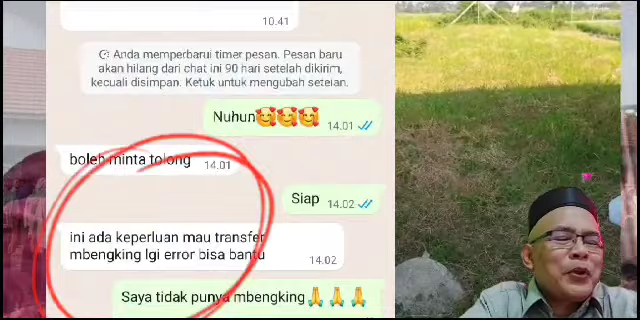 10.41
Anda memperbarui timer pesan. Pesan baru
akan hilang dari chat ini 90 hari setelah dikirim,
kecuali disimpan. Ketuk untuk mengubah setelan.
Nuhun🥰🥰🥰 14.01
boleh minta tolong 14.01
Siap 14.02
ini ada keperluan mau transfer
mbengking lgi error bisa bantu 14.02
Saya tidak punya mbengking🙏🙏🙏